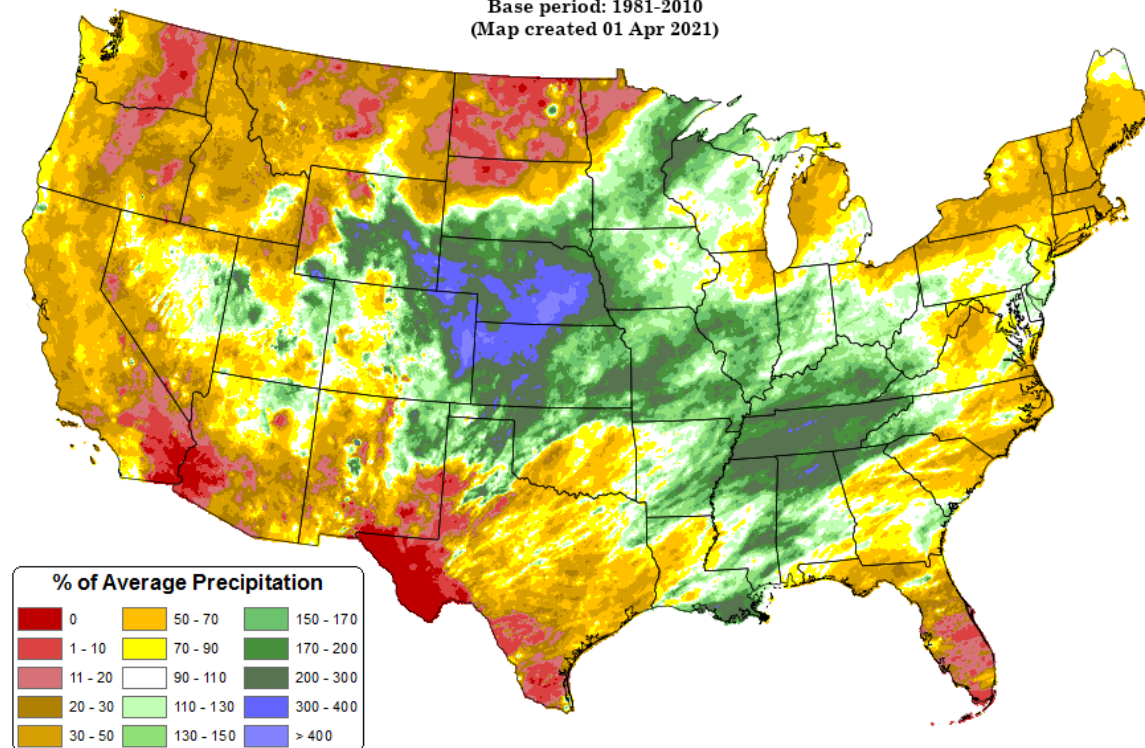 Base period: 1981-2010
(Map created 01 Apr 2021)
% of Average Precipitation
0
1 - 10
11 - 20
20 - 30
30 - 50
50 - 70
70 - 90
90 - 110
110 - 130
130 - 150
150 - 170
170 - 200
200 - 300
300 - 400
> 400